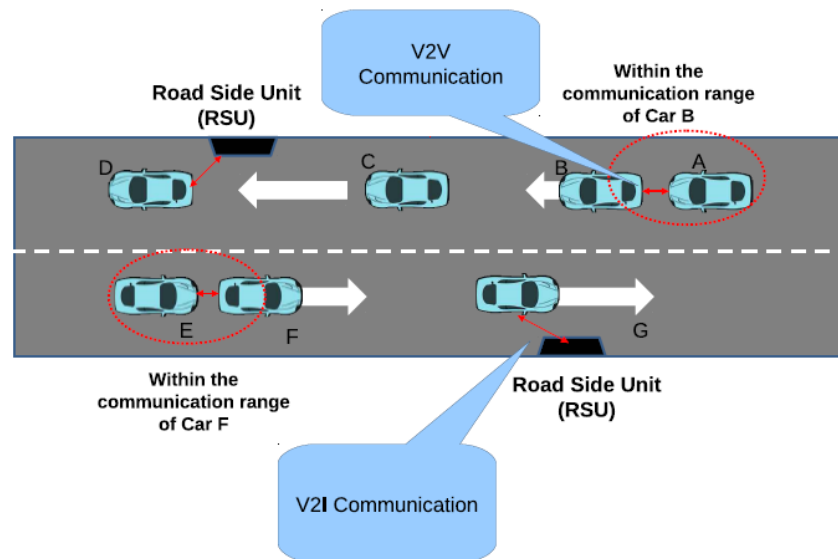 V2V
Communication
Within the
communication range
of Car B
Road Side Unit
(RSU)
D
C
B
A
E
F
G
Within the
communication range
of Car F
Road Side Unit
(RSU)
V2I Communication